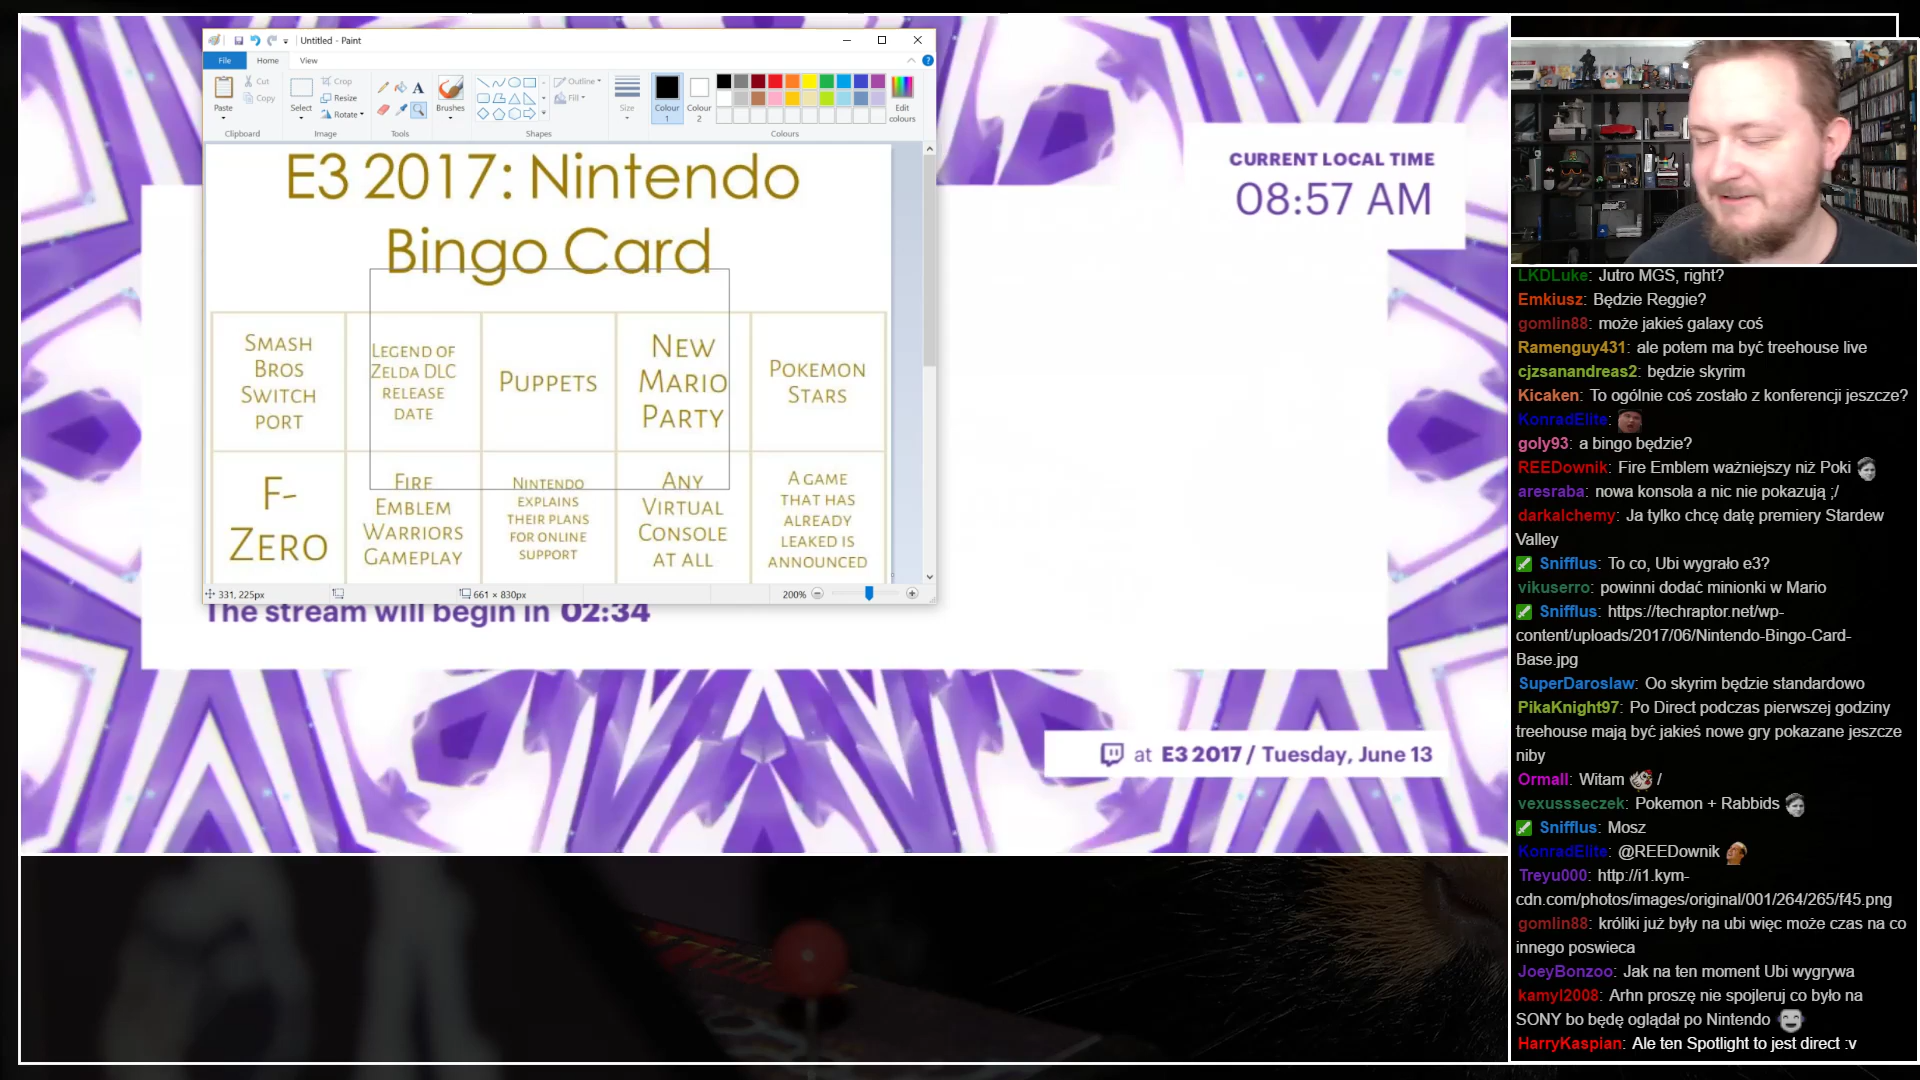 Untitled - Paint
File Home View
Paste
Cut
Copy
Clipboard
Select
Crop
Resize
Rotate
Image
Tools
Brushes
Shapes
Outline
Fill
Size
Colour 1
Colour 2
Edit colours
Colours
E3 2017: Nintendo
Bingo Card
SMASH
BROS
SWITCH
PORT
LEGEND OF
ZELDA DLC
RELEASE
DATE
PUPPETS
NEW
MARIO
PARTY
POKEMON
STARS
F-
ZERO
FIRE
EMBLEM
WARRIORS
GAMEPLAY
NINTENDO
EXPLAINS
THEIR PLANS
FOR ONLINE
SUPPORT
ANY
VIRTUAL
CONSOLE
AT ALL
A GAME
THAT HAS
ALREADY
LEAKED IS
ANNOUNCED
331, 225px
661 × 830px
200%
The stream will begin in 02:34
CURRENT LOCAL TIME
08:57 AM
at E3 2017 / Tuesday, June 13
LKDLuke: Jutro MGS, right?
Emkiusz: Będzie Reggie?
gomlin88: może jakieś galaxy coś
Ramenguy431: ale potem ma być treehouse live
cjzsanandreas2: będzie skyrim
Kicaken: To ogólnie coś zostało z konferencji jeszcze?
KonradElite:
goly93: a bingo będzie?
REEDownik: Fire Emblem ważniejszy niż Poki
aresraba: nowa konsola a nic nie pokazują ;/
darkalchemy: Ja tylko chcę datę premiery Stardew
Valley
Snifflus: To co, Ubi wygrało e3?
vikuserro: powinni dodać minionki w Mario
Snifflus: https://techraptor.net/wp-
content/uploads/2017/06/Nintendo-Bingo-Card-
Base.jpg
SuperDaroslaw: Oo skyrim będzie standardowo
PikaKnight97: Po Direct podczas pierwszej godziny
treehouse mają być jakieś nowe gry pokazane jeszcze
niby
Ormall: Witam /
vexussseczek: Pokemon + Rabbids
Snifflus: Mosz
KonradElite: @REEDownik
Treyu000: http://i1.kym-
cdn.com/photos/images/original/001/264/265/f45.png
gomlin88: króliki już były na ubi więc może czas na co
innego poswieca
JoeyBonzoo: Jak na ten moment Ubi wygrywa
kamyl2008: Arhn proszę nie spojleruj co było na
SONY bo będę oglądał po Nintendo
HarryKaspian: Ale ten Spotlight to jest direct :v